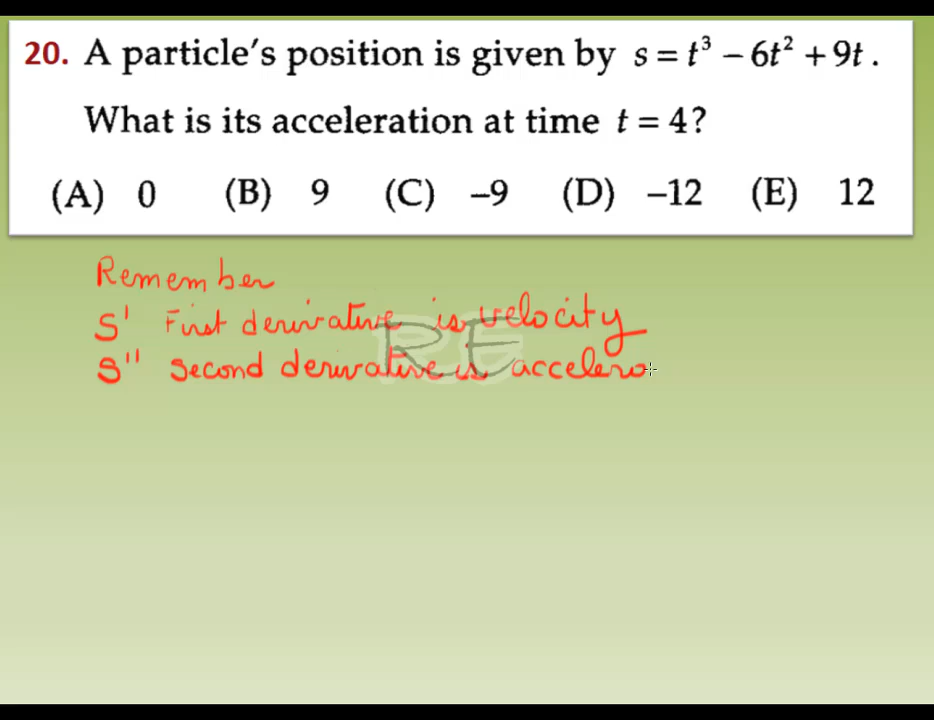 20. A particle's position is given by s = t³ − 6t² + 9t.
What is its acceleration at time t = 4?
(A) 0 (B) 9 (C) −9 (D) −12 (E) 12
Remember
S' First derivative is velocity
S" Second derivative is accelera
RE